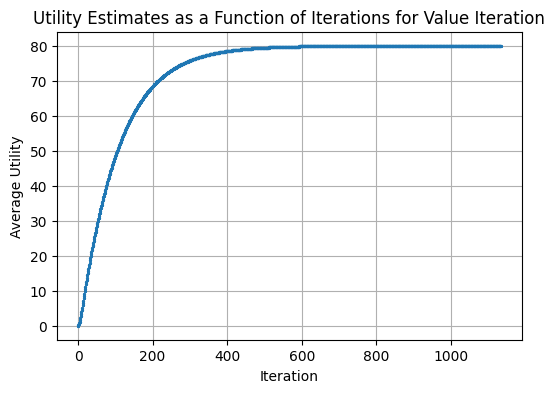 Utility Estimates as a Function of Iterations for Value Iteration
80
70
60
50
40
30
20
10
0
Average Utility
0 200 400 600 800 1000
Iteration